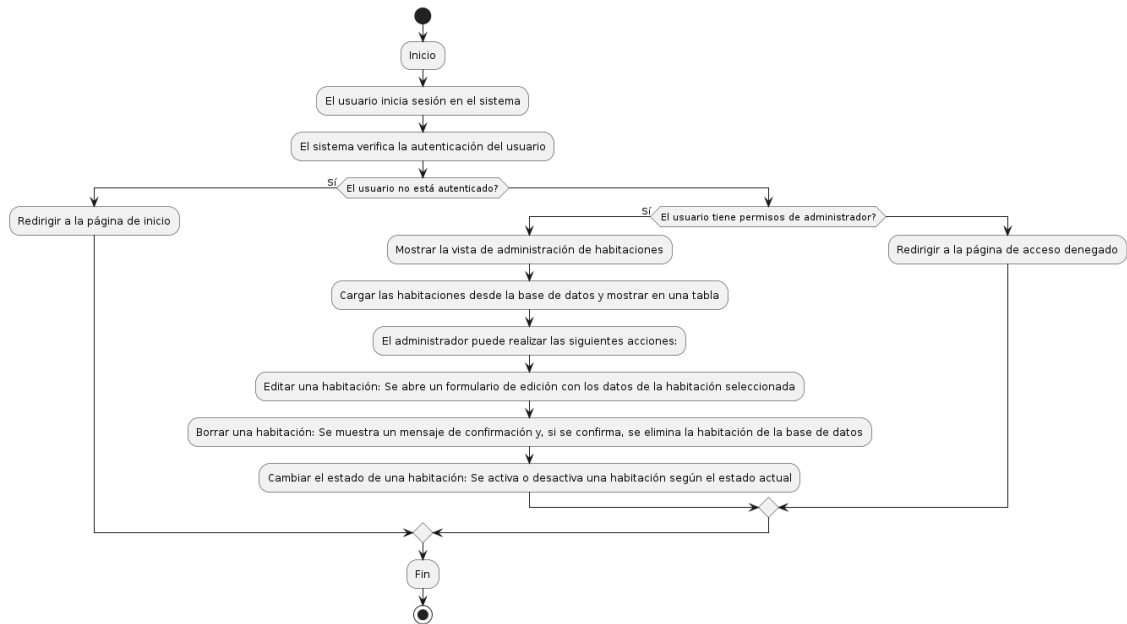 Inicio
El usuario inicia sesión en el sistema
El sistema verifica la autenticación del usuario
Sí
El usuario no está autenticado?
Redirigir a la página de inicio
Sí
El usuario tiene permisos de administrador?
Mostrar la vista de administración de habitaciones
Redirigir a la página de acceso denegado
Cargar las habitaciones desde la base de datos y mostrar en una tabla
El administrador puede realizar las siguientes acciones:
Editar una habitación: Se abre un formulario de edición con los datos de la habitación seleccionada
Borrar una habitación: Se muestra un mensaje de confirmación y, si se confirma, se elimina la habitación de la base de datos
Cambiar el estado de una habitación: Se activa o desactiva una habitación según el estado actual
Fin